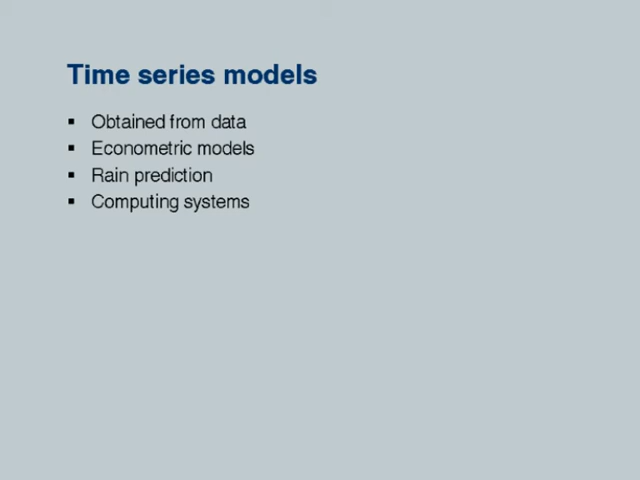 Time series models
▪ Obtained from data
▪ Econometric models
▪ Rain prediction
▪ Computing systems